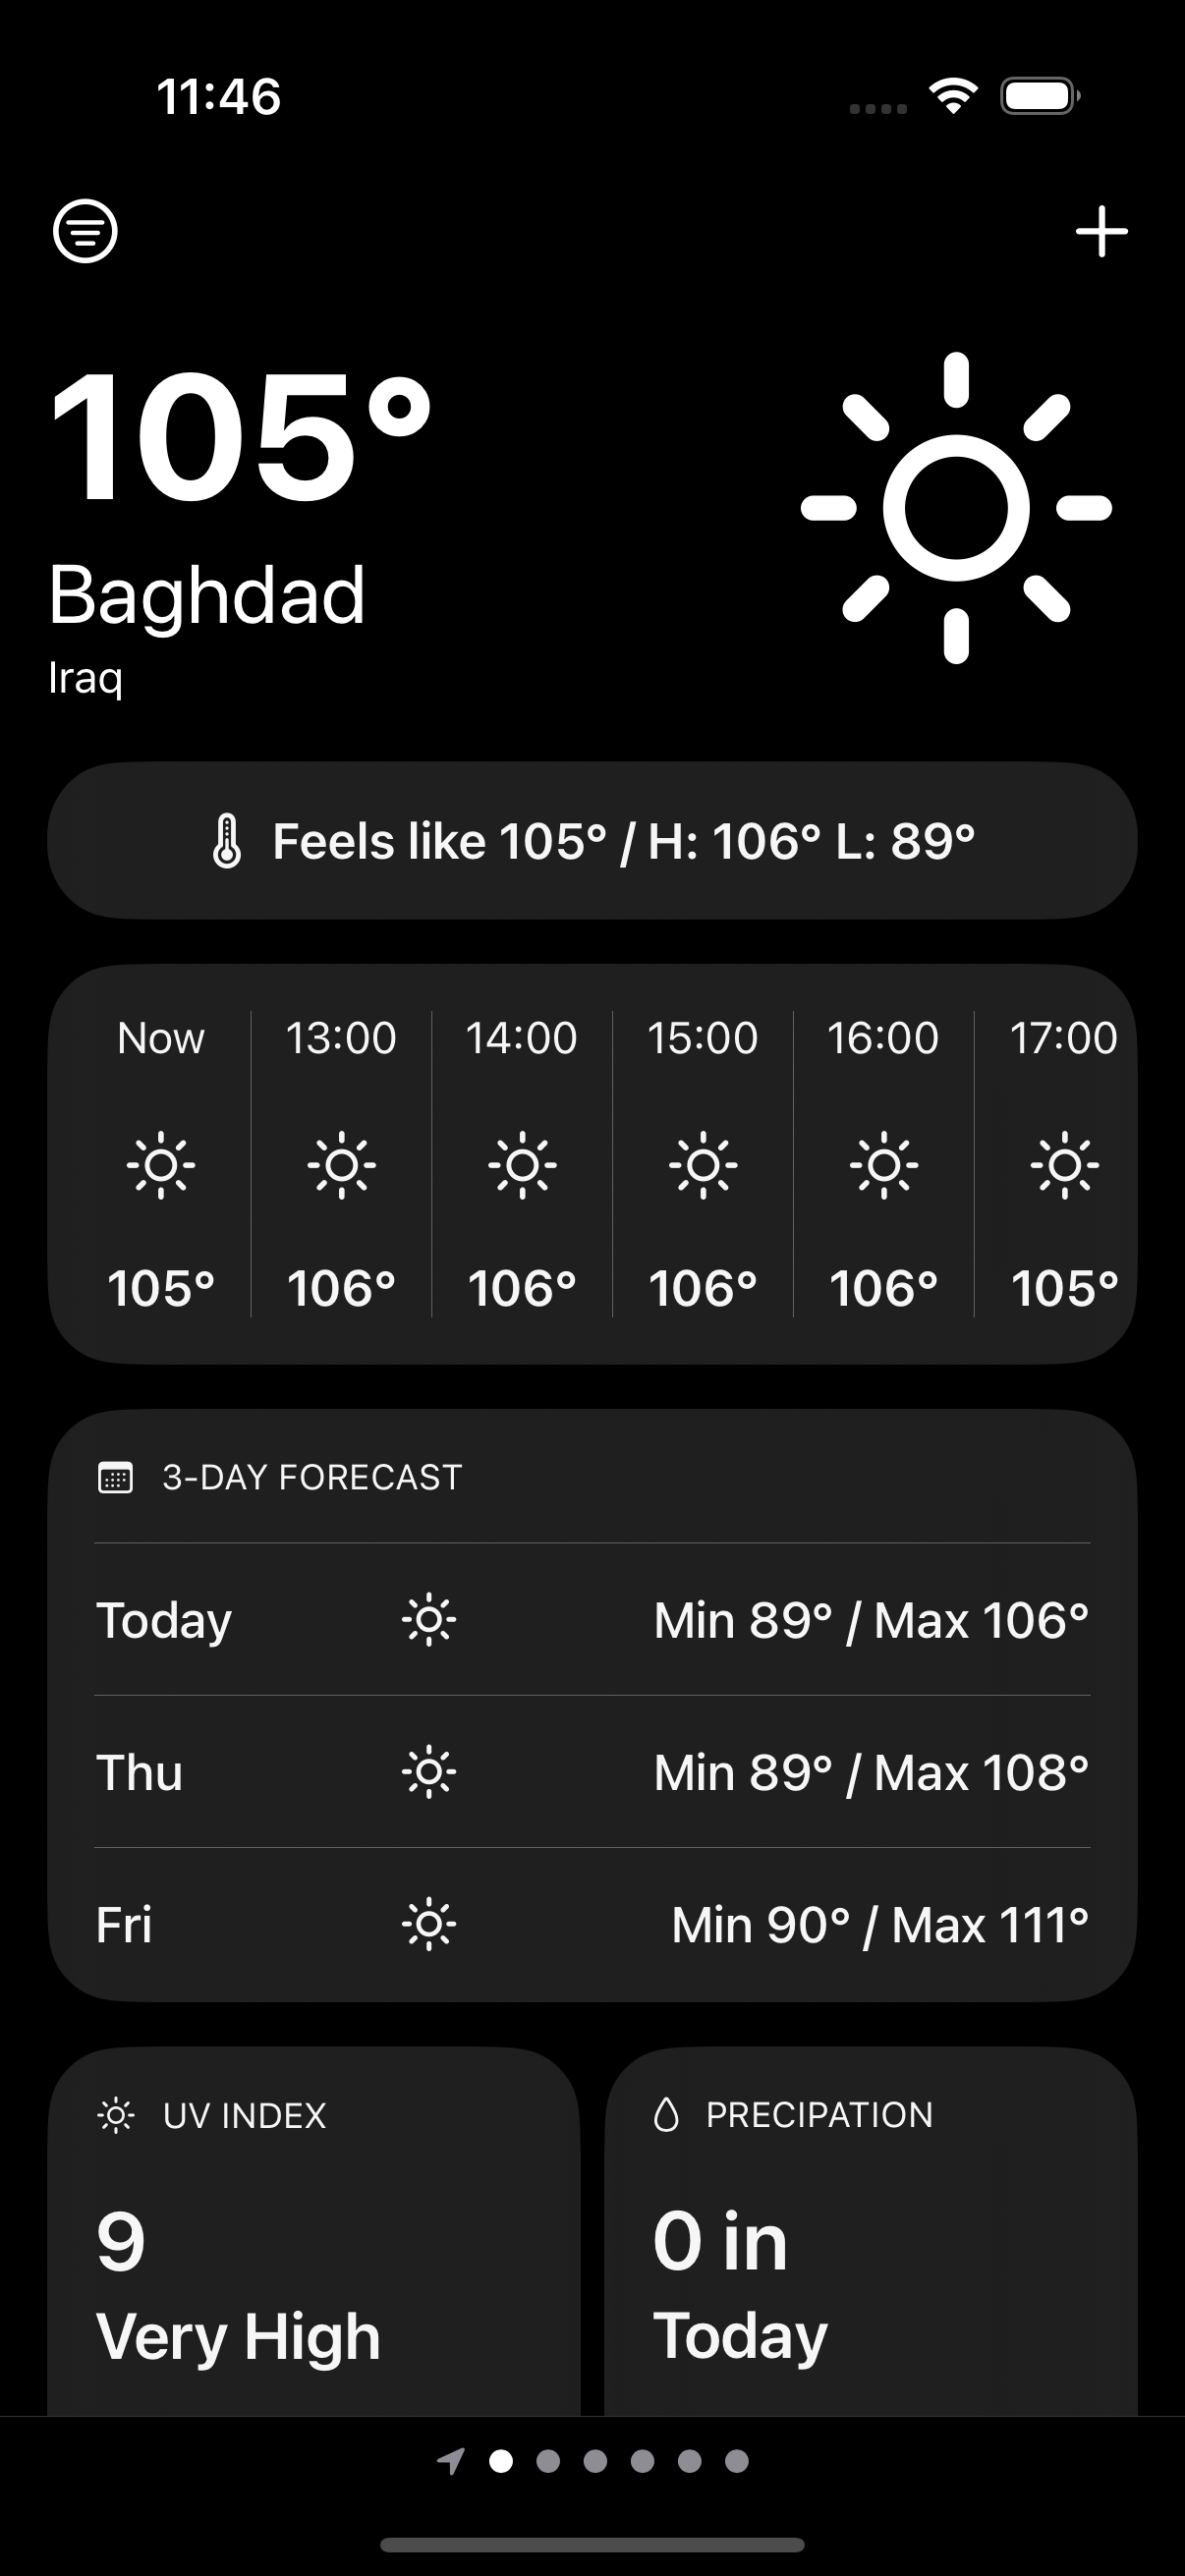 11:46
105°
Baghdad
Iraq
Feels like 105° / H: 106° L: 89°
Now 13:00 14:00 15:00 16:00 17:00
105° 106° 106° 106° 106° 105°
3-DAY FORECAST
Today Min 89° / Max 106°
Thu Min 89° / Max 108°
Fri Min 90° / Max 111°
UV INDEX PRECIPATION
9 0 in
Very High Today